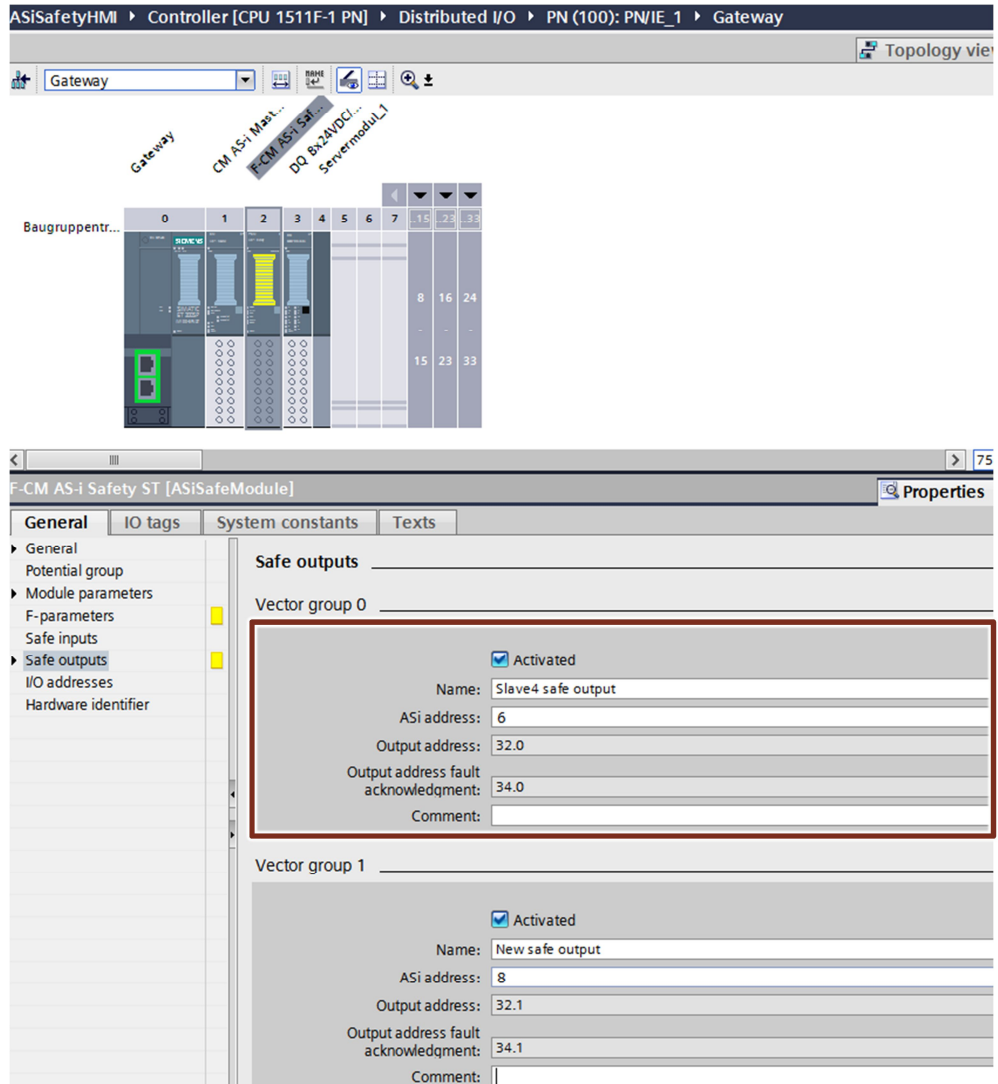 ASiSafetyHMI ▸ Controller [CPU 1511F-1 PN] ▸ Distributed I/O ▸ PN (100): PN/IE_1 ▸ Gateway
Topology vie
Gateway
Gateway
CM AS-i Mast...
F-CM AS-i Saf...
DQ 8x24VDC/...
Servermodul_1
Baugruppentr...
0 1 2 3 4 5 6 7 ..15 ..23 ..33
SIEMENS
8 16 24
- - -
15 23 33
75
F-CM AS-i Safety ST [ASiSafeModule]
Properties
General IO tags System constants Texts
General
Potential group
Module parameters
F-parameters
Safe inputs
Safe outputs
I/O addresses
Hardware identifier
Safe outputs
Vector group 0
Activated
Name: Slave4 safe output
ASi address: 6
Output address: 32.0
Output address fault
acknowledgment: 34.0
Comment:
Vector group 1
Activated
Name: New safe output
ASi address: 8
Output address: 32.1
Output address fault
acknowledgment: 34.1
Comment: